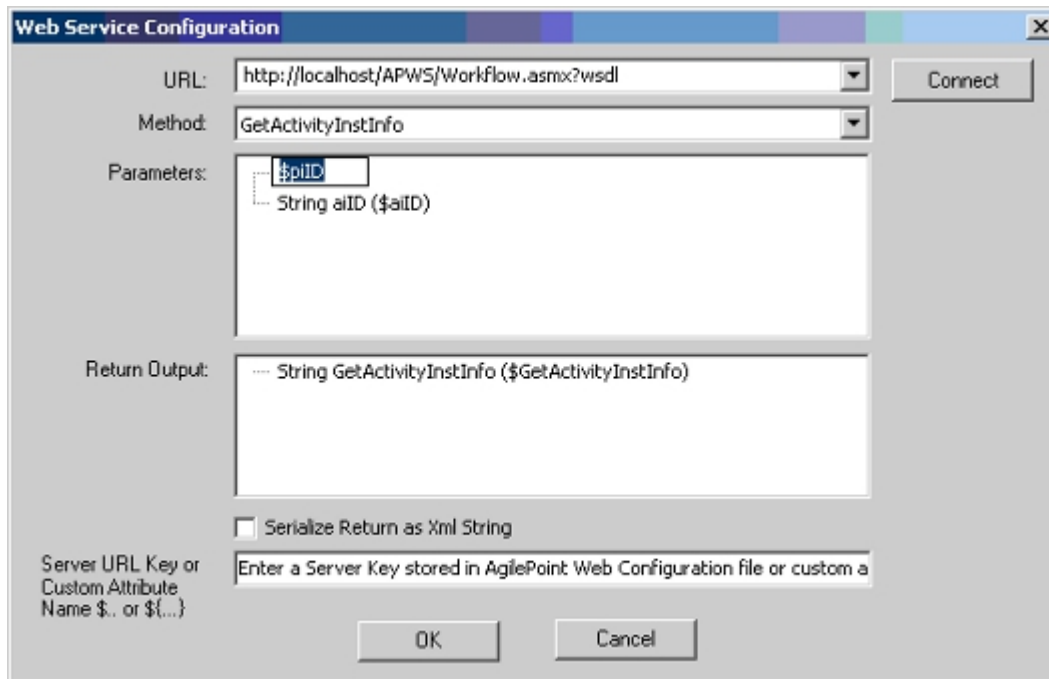 Web Service Configuration
URL: http://localhost/APWS/Workflow.asmx?wsdl Connect
Method: GetActivityInstInfo
Parameters: $piID
String aiID ($aiID)
Return Output: String GetActivityInstInfo ($GetActivityInstInfo)
Serialize Return as Xml String
Server URL Key or
Custom Attribute
Name $.. or ${...}
Enter a Server Key stored in AgilePoint Web Configuration file or custom a
OK Cancel